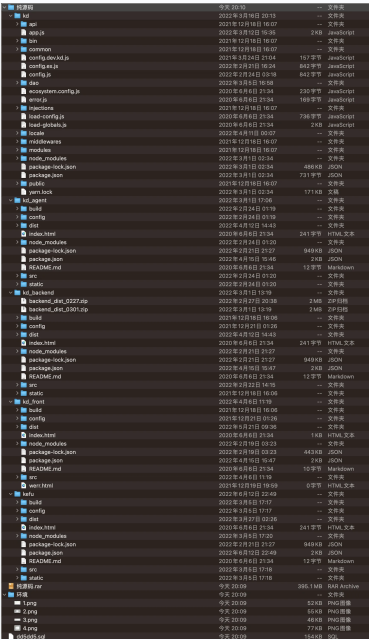 纯源码 今天 20:10 -- 文件夹
kd 2022年3月16日 20:13 -- 文件夹
api 2021年12月18日 16:07 -- 文件夹
app.js 2022年3月12日 15:35 2 KB JavaScript
bin 2021年12月18日 16:07 -- 文件夹
common 2021年12月18日 16:07 -- 文件夹
config.dev.kd.js 2021年3月24日 21:04 157 字节 JavaScript
config.es.js 2022年2月21日 16:24 842 字节 JavaScript
config.js 2022年2月24日 03:18 842 字节 JavaScript
dao 2022年3月5日 16:58 -- 文件夹
ecosystem.config.js 2020年6月6日 21:34 230 字节 JavaScript
error.js 2020年6月6日 21:34 169 字节 JavaScript
injections 2021年12月18日 16:07 -- 文件夹
load-config.js 2020年6月6日 21:34 736 字节 JavaScript
load-globals.js 2020年6月6日 21:34 2 KB JavaScript
locale 2022年4月11日 00:07 -- 文件夹
middlewares 2021年12月18日 16:07 -- 文件夹
modules 2021年12月18日 16:07 -- 文件夹
node_modules 2022年3月1日 02:34 -- 文件夹
package-lock.json 2022年3月1日 02:34 486 KB JSON
package.json 2022年3月1日 02:34 731 字节 JSON
public 2021年12月18日 16:07 -- 文件夹
yarn.lock 2022年3月1日 02:34 171 KB 文稿
kd_agent 2022年3月1日 17:06 -- 文件夹
build 2022年2月24日 01:19 -- 文件夹
config 2022年2月24日 01:19 -- 文件夹
dist 2022年4月12日 14:43 -- 文件夹
index.html 2020年6月6日 21:34 241 字节 HTML 文本
node_modules 2022年2月24日 01:20 -- 文件夹
package-lock.json 2022年2月21日 21:27 949 KB JSON
package.json 2022年4月15日 15:46 2 KB JSON
README.md 2020年6月6日 21:34 12 字节 Markdown
src 2022年2月24日 01:20 -- 文件夹
static 2022年2月24日 01:20 -- 文件夹
kd_backend 2022年3月1日 13:19 -- 文件夹
backend_dist_0227.zip 2022年2月27日 20:38 2 MB ZIP归档
backend_dist_0301.zip 2022年3月1日 13:19 2 MB ZIP归档
build 2021年12月18日 16:06 -- 文件夹
config 2021年12月21日 01:26 -- 文件夹
dist 2022年4月12日 14:43 -- 文件夹
index.html 2020年6月6日 21:34 241 字节 HTML 文本
node_modules 2022年2月21日 21:27 -- 文件夹
package-lock.json 2022年2月21日 21:27 949 KB JSON
package.json 2022年4月15日 15:47 2 KB JSON
README.md 2020年6月6日 21:34 12 字节 Markdown
src 2022年2月22日 14:15 -- 文件夹
static 2021年12月18日 16:06 -- 文件夹
kd_front 2022年4月6日 11:19 -- 文件夹
build 2021年12月18日 16:06 -- 文件夹
config 2021年12月21日 01:26 -- 文件夹
dist 2022年5月21日 09:36 -- 文件夹
index.html 2020年6月6日 21:34 1 KB HTML 文本
node_modules 2022年2月19日 03:23 -- 文件夹
package-lock.json 2022年2月19日 03:23 443 KB JSON
package.json 2022年4月15日 15:47 2 KB JSON
README.md 2020年6月6日 21:34 10 字节 Markdown
src 2022年4月6日 11:19 -- 文件夹
werr.html 2021年12月19日 19:59 0 字节 HTML 文本
kefu 2022年6月12日 22:49 -- 文件夹
build 2022年3月5日 17:17 -- 文件夹
config 2022年3月5日 17:17 -- 文件夹
dist 2022年3月27日 02:26 -- 文件夹
index.html 2020年6月6日 21:34 241 字节 HTML 文本
node_modules 2022年3月5日 17:20 -- 文件夹
package-lock.json 2022年2月21日 21:27 949 KB JSON
package.json 2022年6月12日 22:49 2 KB JSON
README.md 2020年6月6日 21:34 12 字节 Markdown
src 2022年3月5日 17:18 -- 文件夹
static 2022年3月5日 17:18 -- 文件夹
纯源码.rar 今天 20:09 395.1 MB RAR Archive
环境 今天 20:09 -- 文件夹
1.png 今天 20:09 52 KB PNG图像
2.png 今天 20:09 55 KB PNG图像
3.png 今天 20:09 46 KB PNG图像
4.png 今天 20:09 77 KB PNG图像
dd5dd5.sql 今天 20:09 154 KB SQL